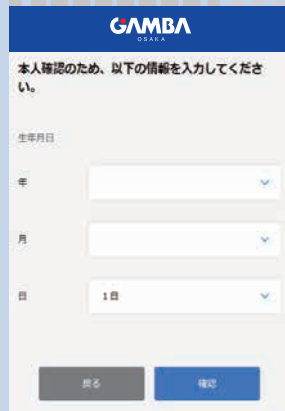 GAMBA
OSAKA
本人確認のため、以下の情報を入力してくださ
い。
生年月日
年
月
日 1日
戻る 確認